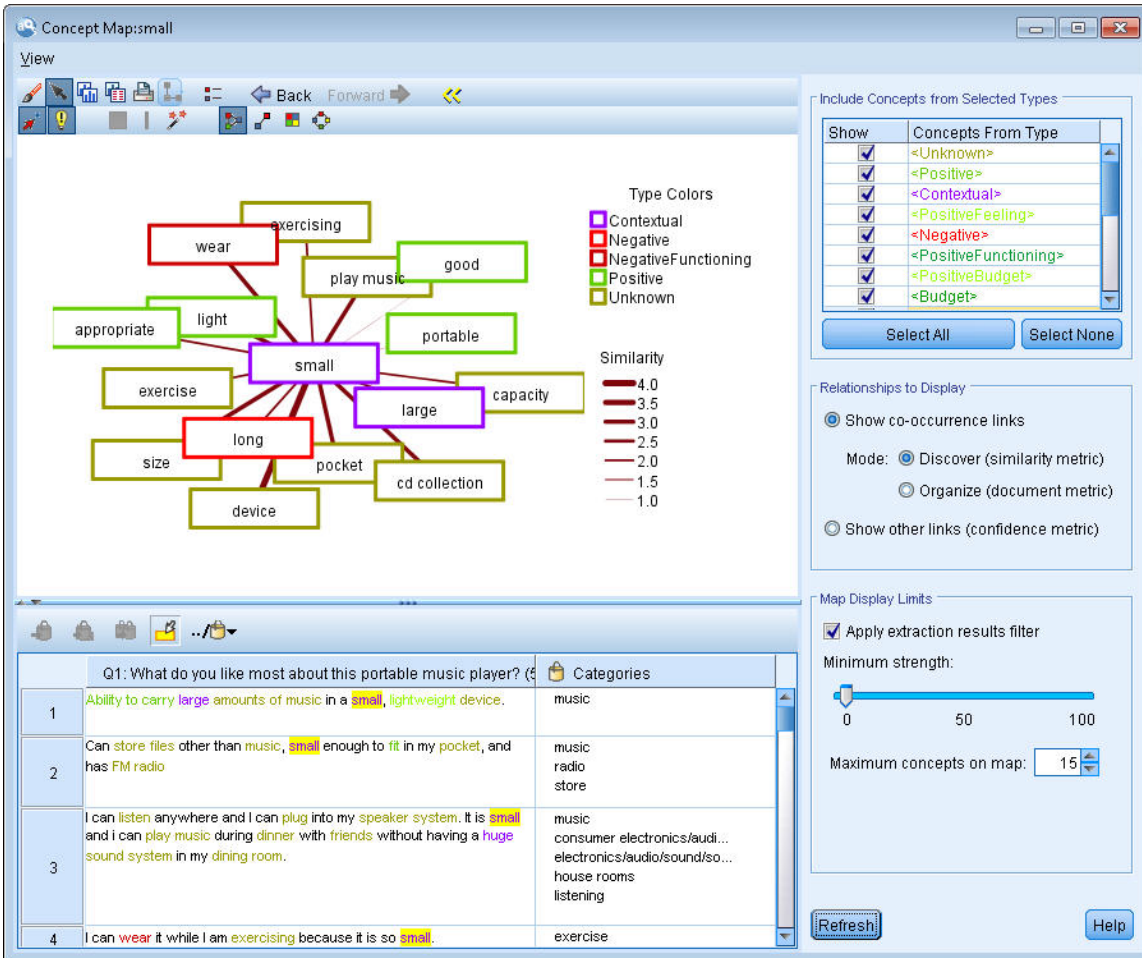 Concept Map:small
View
Back Forward
exercising
wear
good
play music
light
appropriate
portable
small
exercise
capacity
large
long
size
pocket
cd collection
device
Type Colors
Contextual
Negative
NegativeFunctioning
Positive
Unknown
Similarity
4.0
3.5
3.0
2.5
2.0
1.5
1.0
Include Concepts from Selected Types
Show Concepts From Type
<Unknown>
<Positive>
<Contextual>
<PositiveFeeling>
<Negative>
<PositiveFunctioning>
<PositiveBudget>
<Budget>
Select All Select None
Relationships to Display
Show co-occurrence links
Mode: Discover (similarity metric)
Organize (document metric)
Show other links (confidence metric)
Map Display Limits
Apply extraction results filter
Minimum strength:
0 50 100
Maximum concepts on map: 15
Refresh Help
../
Q1: What do you like most about this portable music player? (5 Categories
1 Ability to carry large amounts of music in a small, lightweight device. music
2 Can store files other than music, small enough to fit in my pocket, and
has FM radio
music
radio
store
3 I can listen anywhere and I can plug into my speaker system. It is small
and i can play music during dinner with friends without having a huge
sound system in my dining room.
music
consumer electronics/audi...
electronics/audio/sound/so...
house rooms
listening
4 I can wear it while I am exercising because it is so small. exercise